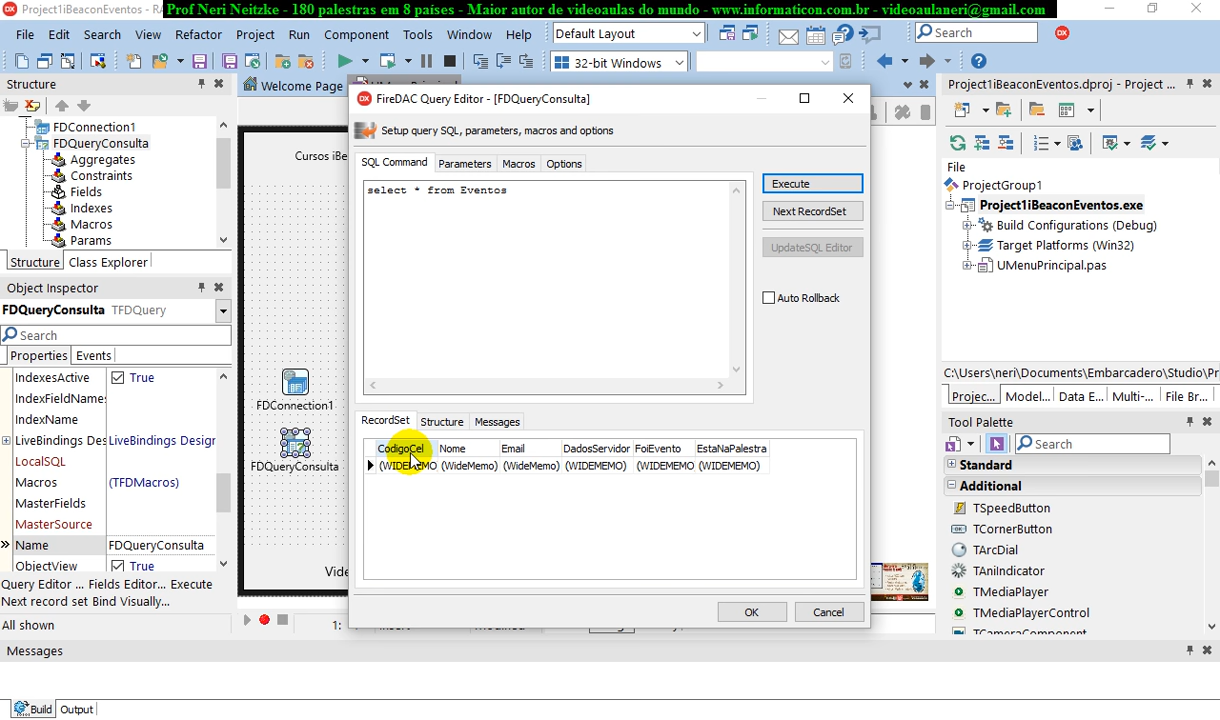 Project1iBeaconEventos - RA
Prof Neri Neitzke - 180 palestras em 8 países - Maior autor de videoaulas do mundo - www.informaticon.com.br - videoaulaneri@gmail.com
File Edit Search View Refactor Project Run Component Tools Window Help
Default Layout
Search
32-bit Windows
Structure
FDConnection1
FDQueryConsulta
Aggregates
Constraints
Fields
Indexes
Macros
Params
Structure Class Explorer
Object Inspector
FDQueryConsulta TFDQuery
Search
Properties Events
IndexesActive True
IndexFieldNames
IndexName
LiveBindings Des LiveBindings Design
LocalSQL
Macros (TFDMacros)
MasterFields
MasterSource
Name FDQueryConsulta
ObjectView True
Query Editor ... Fields Editor... Execute
Next record set Bind Visually...
All shown
Welcome Page
Cursos iBe
FDConnection1
FDQueryConsulta
Vide
1:
FireDAC Query Editor - [FDQueryConsulta]
Setup query SQL, parameters, macros and options
SQL Command Parameters Macros Options
select * from Eventos
Execute
Next RecordSet
UpdateSQL Editor
Auto Rollback
RecordSet Structure Messages
CodigoCel Nome Email DadosServidor FoiEvento EstaNaPalestra
(WIDEMEMO (WideMemo) (WideMemo) (WIDEMEMO) (WIDEMEMO (WIDEMEMO)
OK Cancel
Project1iBeaconEventos.dproj - Project ...
File
ProjectGroup1
Project1iBeaconEventos.exe
Build Configurations (Debug)
Target Platforms (Win32)
UMenuPrincipal.pas
C:\Users\neri\Documents\Embarcadero\Studio\Pr
Projec... Model... Data E... Multi-... File Br...
Tool Palette
Search
Standard
Additional
TSpeedButton
TCornerButton
TArcDial
TAniIndicator
TMediaPlayer
TMediaPlayerControl
TCameraComponent
Messages
Build Output